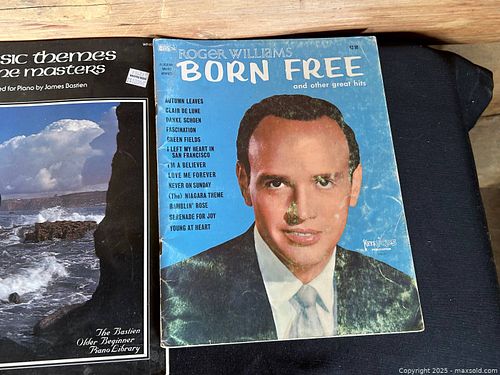 sic themes
he masters
ed for Piano by James Bastien
The Bastien
Older Beginner
Piano Library
ROGER WILLIAMS
BORN FREE
and other great hits
AUTUMN LEAVES
CLAIR DE LUNE
DANKE SCHOEN
FASCINATION
GREEN FIELDS
I LEFT MY HEART IN
SAN FRANCISCO
I'M A BELIEVER
LOVE ME FOREVER
NEVER ON SUNDAY
(The) NIAGARA THEME
RAMBLIN' ROSE
SERENADE FOR JOY
YOUNG AT HEART
Copyright © 2025 - maxsold.com